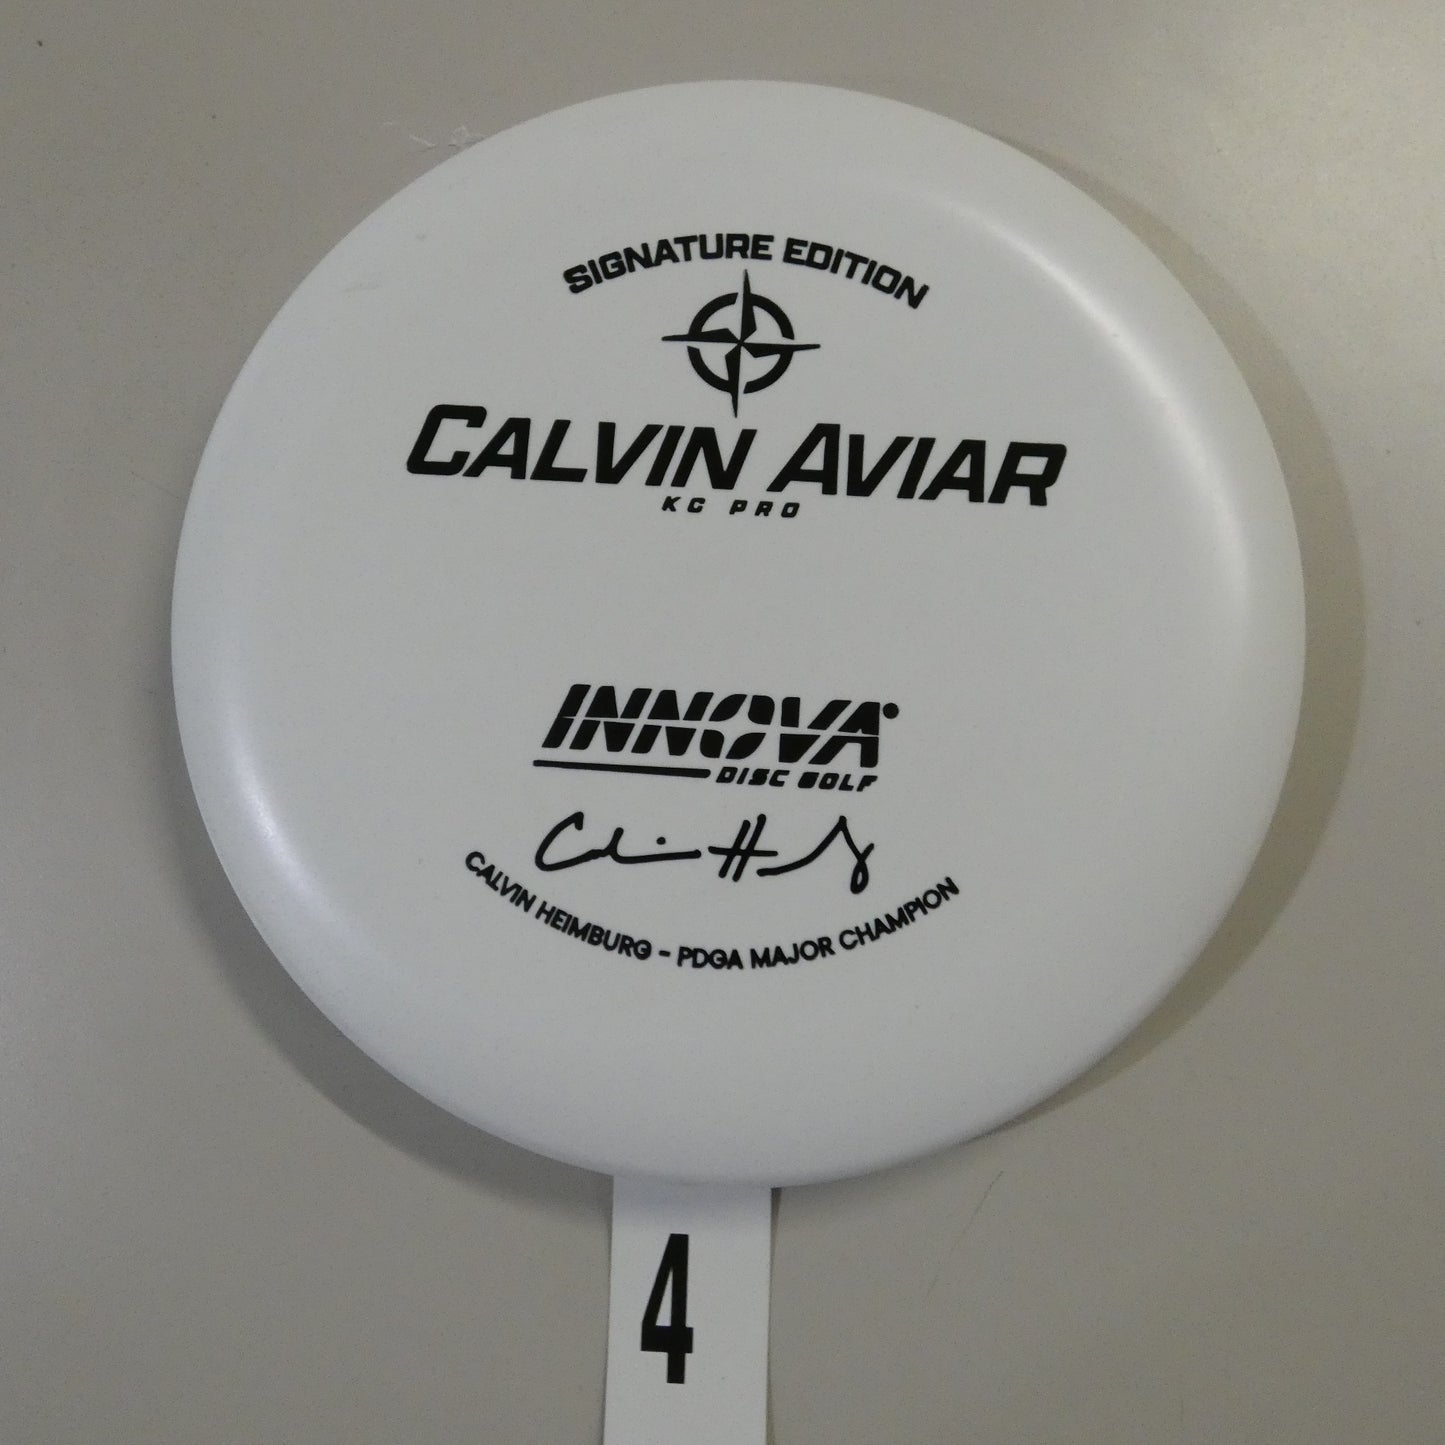 SIGNATURE EDITION
CALVIN AVIAR
KC PRO
INNOVA
DISC GOLF
CALVIN HEIMBURG - PDGA MAJOR CHAMPION
4